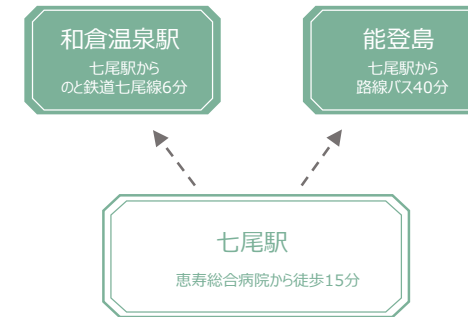 和倉温泉駅
七尾駅から
のと鉄道七尾線6分
能登島
七尾駅から
路線バス40分
七尾駅
恵寿総合病院から徒歩15分